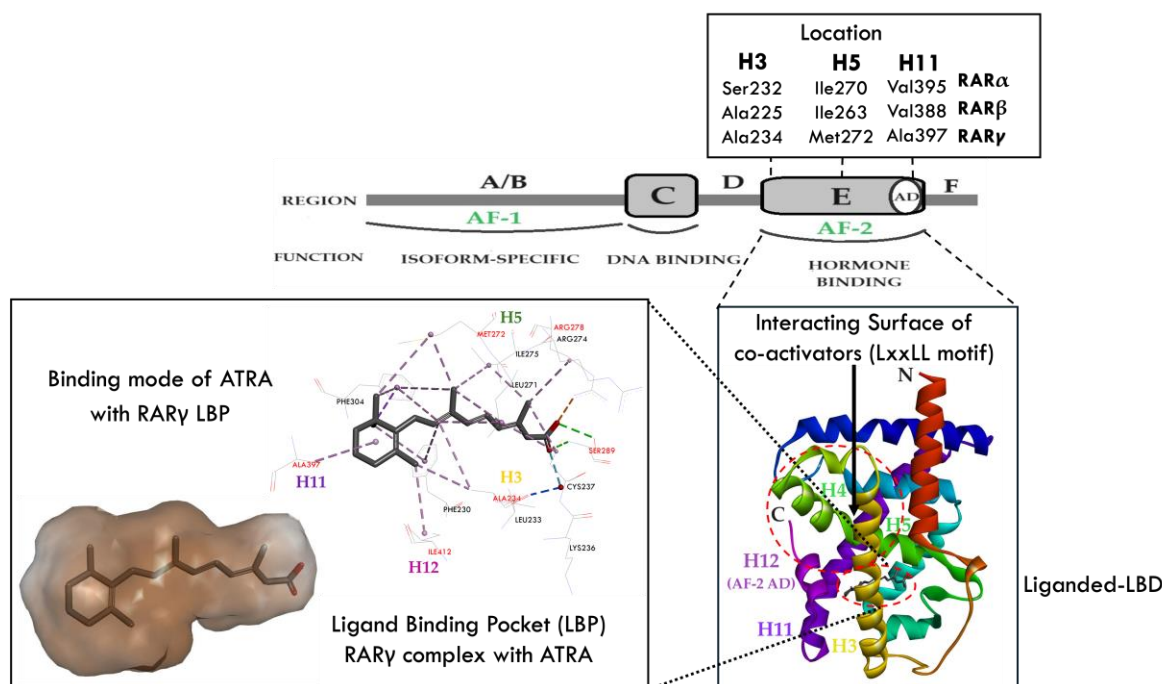 Location
H3 H5 H11
Ser232 Ile270 Val395 RARα
Ala225 Ile263 Val388 RARβ
Ala234 Met272 Ala397 RARγ
REGION A/B C D E AD F
AF-1 AF-2
FUNCTION ISOFORM-SPECIFIC DNA BINDING HORMONE
BINDING
Binding mode of ATRA
with RARγ LBP
H5
MET272
ARG278
ARG274
ILE275
LEU271
PHE304
SER289
ALA397
H11
H3
ALA234
CYS237
PHE230
LEU233
LYS236
ILE412
H12
Ligand Binding Pocket (LBP)
RARγ complex with ATRA
Interacting Surface of
co-activators (LxxLL motif)
N
H4
C
H5
H12
(AF-2 AD)
H11
H3
Liganded-LBD